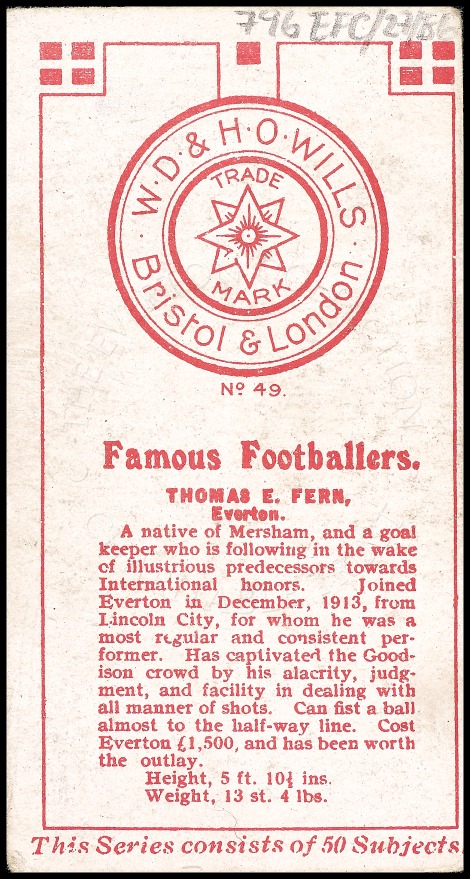 796 EFC/27/56
W·D·& H·O·WILLS
TRADE
MARK
Bristol & London
Nº 49.
Famous Footballers.
THOMAS E. FERN,
Everton.
A native of Mersham, and a goal
keeper who is following in the wake
of illustrious predecessors towards
International honors. Joined
Everton in December, 1913, from
Lincoln City, for whom he was a
most regular and consistent per-
former. Has captivated the Good-
ison crowd by his alacrity, judg-
ment, and facility in dealing with
all manner of shots. Can fist a ball
almost to the half-way line. Cost
Everton £1,500, and has been worth
the outlay.
Height, 5 ft. 10½ ins.
Weight, 13 st. 4 lbs.
This Series consists of 50 Subjects